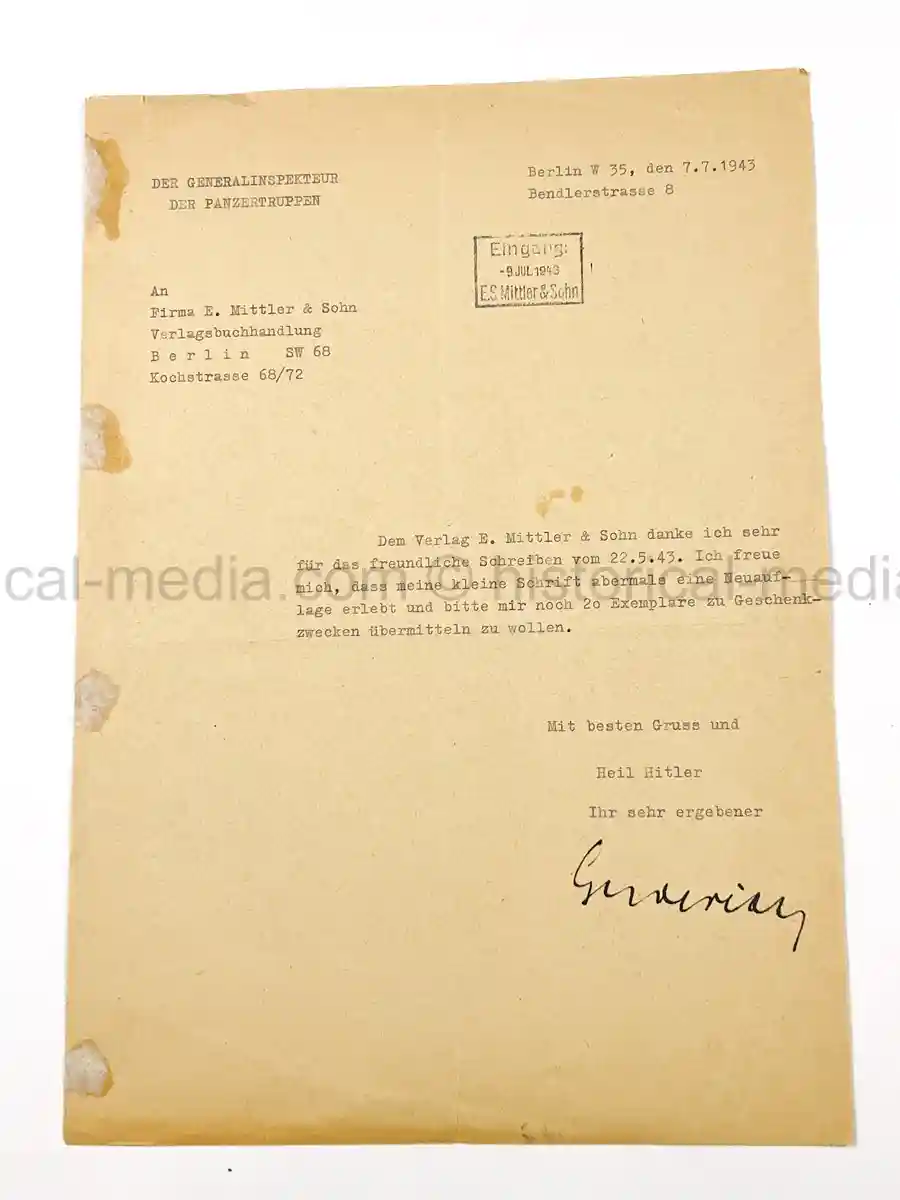 DER GENERALINSPEKTEUR
DER PANZERTRUPPEN
Berlin W 35, den 7.7.1943
Bendlerstrasse 8
Eingang:
-9.JUL 1943
E.S.Mittler & Sohn
An
Firma E. Mittler & Sohn
Verlagsbuchhandlung
B e r l i n SW 68
Kochstrasse 68/72
Dem Verlag E. Mittler & Sohn danke ich sehr
für das freundliche Schreiben vom 22.5.43. Ich freue
mich, dass meine kleine Schrift abermals eine Neuauf-
lage erlebt und bitte mir noch 2o Exemplare zu Geschenk-
zwecken übermitteln zu wollen.
cal-media.com © historical-media
Mit besten Gruss und
Heil Hitler
Ihr sehr ergebener
Guderian